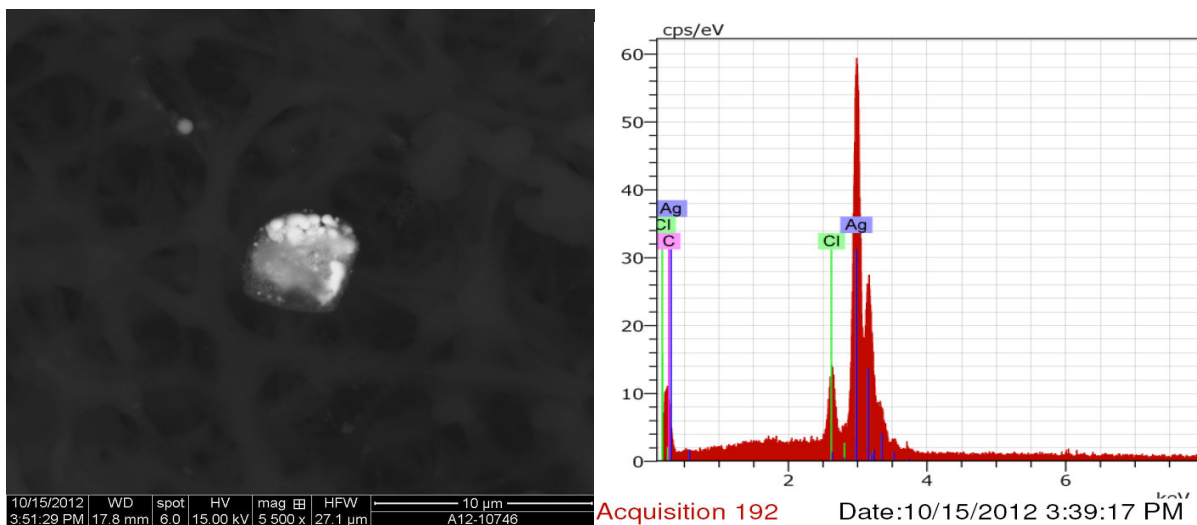 10/15/2012 WD spot HV mag ⊞ HFW 10 µm
3:51:29 PM 17.8 mm 6.0 15.00 kV 5 500 x 27.1 µm A12-10746
cps/eV
60
50
40
30
20
10
0
Ag
Cl
C
Cl
Ag
2
4
6
keV
Acquisition 192 Date:10/15/2012 3:39:17 PM